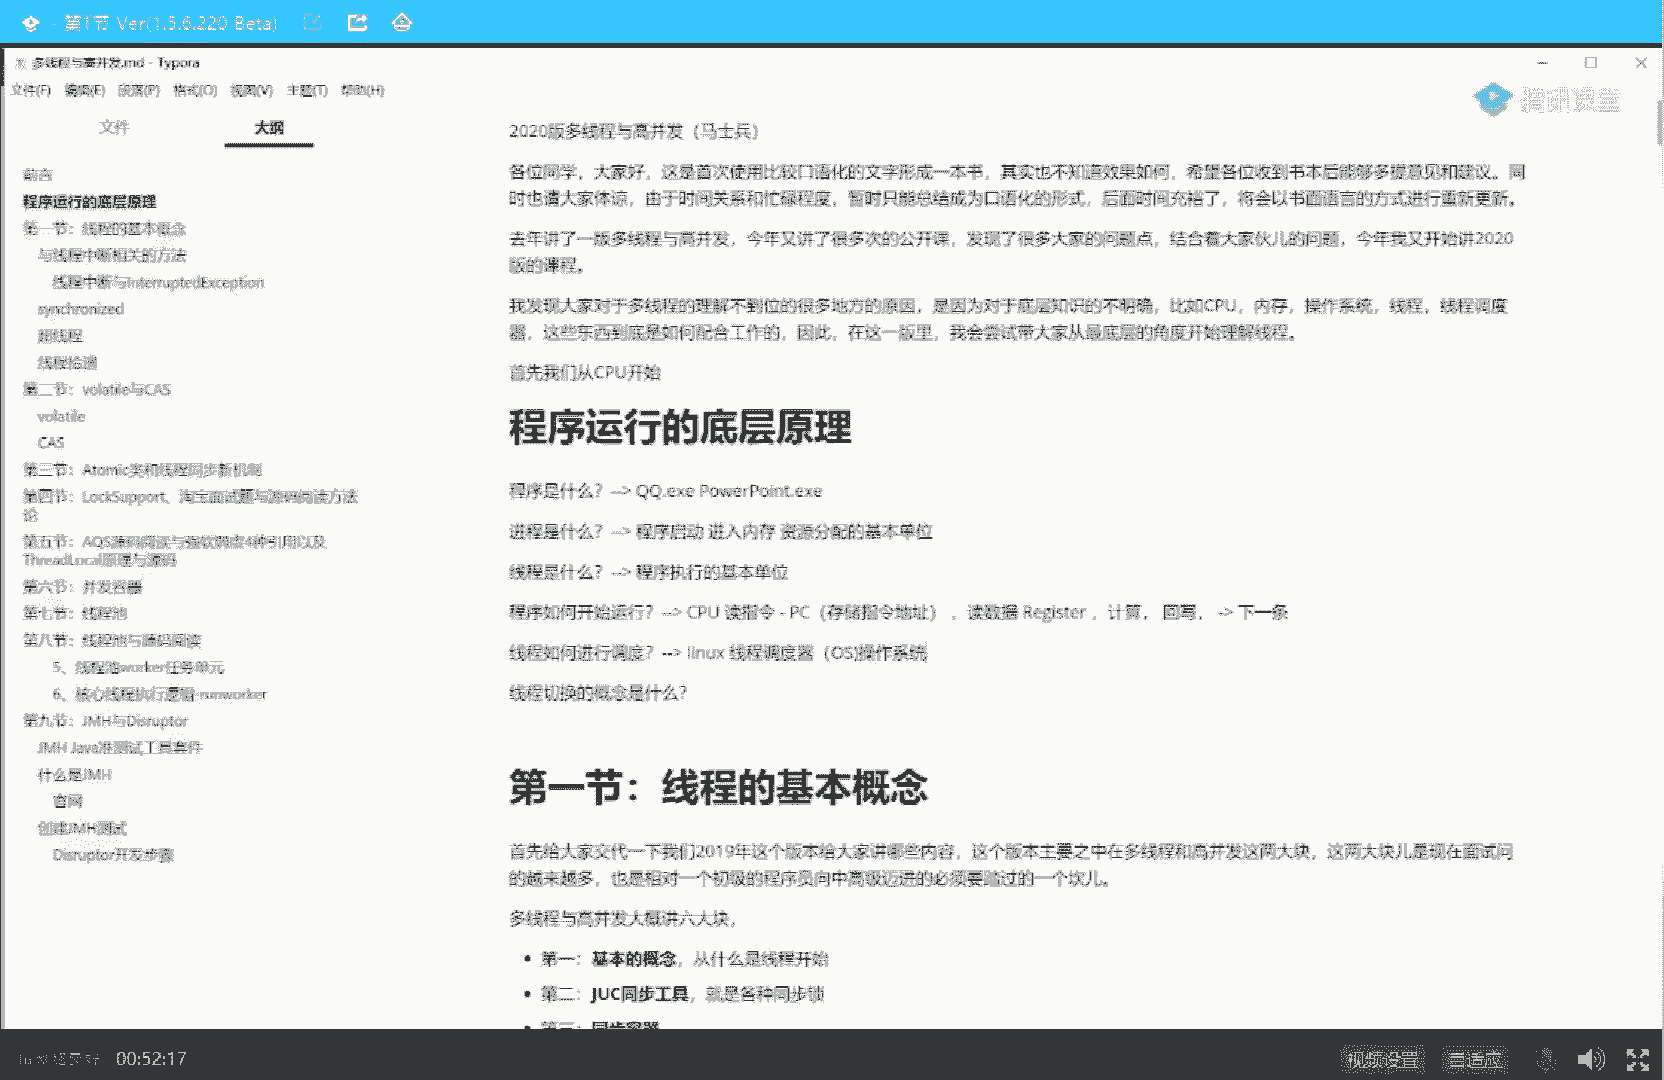 - 第1节 Ver(1.5.6.220 Beta)
多线程与高并发.md - Typora
文件(F) 编辑(E) 段落(P) 格式(O) 视图(V) 主题(T) 帮助(H)
腾讯课堂
文件 大纲
前言
程序运行的底层原理
第一节：线程的基本概念
与线程中断相关的方法
线程中断与InterruptedException
synchronized
超线程
第二节：volatile与CAS
volatile
CAS
第三节：Atomic类和线程同步新机制
第四节：LockSupport、淘宝面试题与源码阅读方法
论
第五节：AQS源码阅读与强软弱虚4种引用以及
ThreadLocal原理与源码
第六节：并发容器
第七节：线程池
第八节：线程池与源码阅读
5、线程池worker任务单元
6、核心线程执行逻辑-runworker
第九节：JMH与Disruptor
JMH Java准测试工具套件
什么是JMH
官网
创建JMH测试
Disruptor开发步骤
2020版多线程与高并发（马士兵）
各位同学，大家好，这是首次使用比较口语化的文字形成一本书，其实也不知道效果如何，希望各位收到书本后能够多提意见和建议。同
时也请大家体谅，由于时间关系和忙碌程度，暂时只能总结成为口语化的形式，后面时间充裕了，将会以书面语言的方式进行重新更新。
去年讲了一版多线程与高并发，今年又讲了很多次的公开课，发现了很多大家的问题点，结合着大家伙儿的问题，今年我又开始讲2020
版的课程。
我发现大家对于多线程的理解不到位的很多地方的原因，是因为对于底层知识的不明确，比如CPU，内存，操作系统，线程，线程调度
器，这些东西到底是如何配合工作的，因此，在这一版里，我会尝试带大家从最底层的角度开始理解线程。
首先我们从CPU开始
程序运行的底层原理
程序是什么？--> QQ.exe PowerPoint.exe
进程是什么？--> 程序启动 进入内存 资源分配的基本单位
线程是什么？--> 程序执行的基本单位
程序如何开始运行？--> CPU 读指令 - PC（存储指令地址），读数据 Register ，计算， 回写， -> 下一条
线程如何进行调度？--> linux 线程调度器（OS)操作系统
线程切换的概念是什么？
第一节：线程的基本概念
首先给大家交代一下我们2019年这个版本给大家讲哪些内容，这个版本主要之中在多线程和高并发这两大块，这两大块儿是现在面试问
的越来越多，也是相对一个初级的程序员向中高级迈进的必须要踏过的一个坎儿。
多线程与高并发大概讲六大块，
• 第一：基本的概念，从什么是线程开始
• 第二：JUC同步工具，就是各种同步锁
• 第三：同步容器
00:52:17
视频设置 自适应